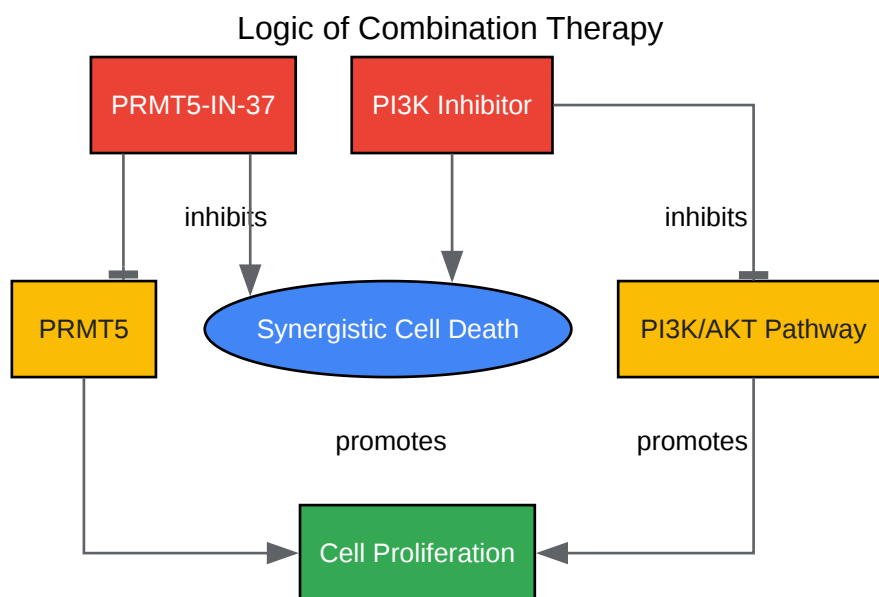 Logic of Combination Therapy
PRMT5-IN-37
PI3K Inhibitor
inhibits
inhibits
PRMT5
Synergistic Cell Death
PI3K/AKT Pathway
promotes
promotes
Cell Proliferation